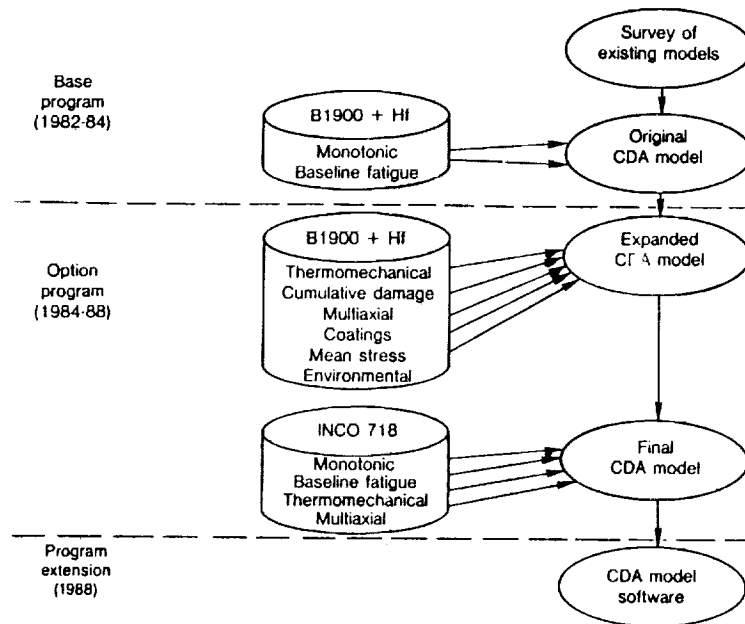 Survey of
existing models
Base
program
(1982-84)
B1900 + Hf
Monotonic
Baseline fatigue
Original
CDA model
Option
program
(1984-88)
B1900 + Hf
Thermomechanical
Cumulative damage
Multiaxial
Coatings
Mean stress
Environmental
Expanded
CDA model
INCO 718
Monotonic
Baseline fatigue
Thermomechanical
Multiaxial
Final
CDA model
Program
extension
(1988)
CDA model
software